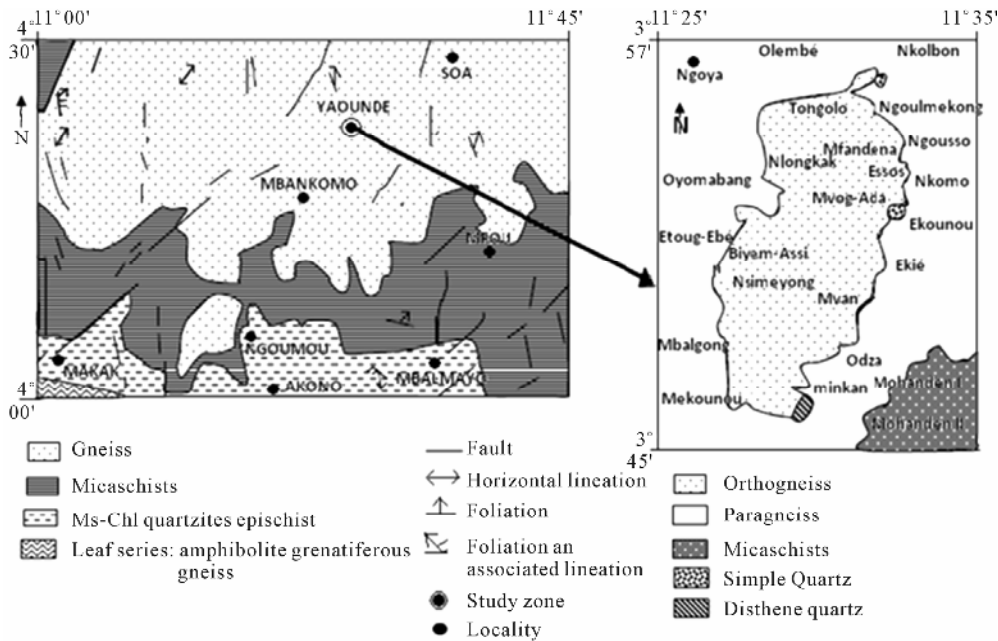 11°00'
11°45'
4°
30'
N
SOA
YAOUNDE
MBANKOMO
MFOU
NGOUMOU
MAKAK
MBALMAYO
AKONO
4°
00'
11°25'
11°35'
3°
57'
Olembé
Nkolbon
Ngoya
N
Tongolo
Ngoulmekong
Ngousso
Mfandena
Nlongkak
Essos
Oyomabang
Nkomo
Mvog-Ada
Ekounou
Etoug-Ebé
Biyem-Assi
Ekié
Nsimeyong
Mvan
Mbalgong
Odza
Mekounou
minkan
Mohanden I
Mohanden II
3°
45'
Gneiss
Micaschists
Ms-Chl quartzites epischist
Leaf series: amphibolite grenatiferous
gneiss
Fault
Horizontal lineation
Foliation
Foliation an
associated lineation
Study zone
Locality
Orthogneiss
Paragnciss
Micaschists
Simple Quartz
Disthene quartz